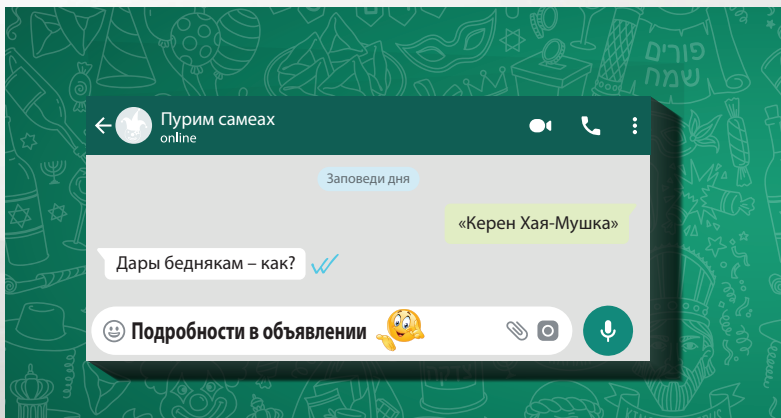 פורים
שמח
Пурим самеах
online
Заповеди дня
«Керен Хая-Мушка»
Дары беднякам – как?
Подробности в объявлении